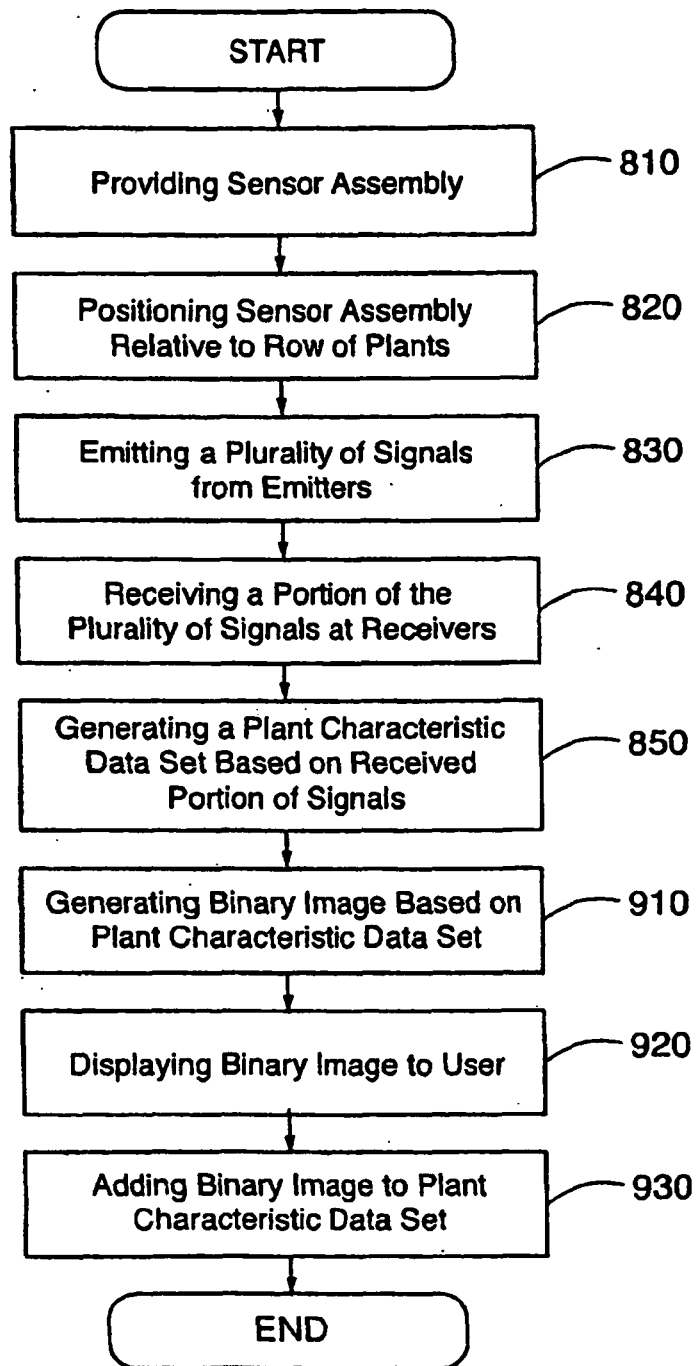 START
Providing Sensor Assembly
810
Positioning Sensor Assembly
Relative to Row of Plants
820
Emitting a Plurality of Signals
from Emitters
830
Receiving a Portion of the
Plurality of Signals at Receivers
840
Generating a Plant Characteristic
Data Set Based on Received
Portion of Signals
850
Generating Binary Image Based on
Plant Characteristic Data Set
910
Displaying Binary Image to User
920
Adding Binary Image to Plant
Characteristic Data Set
930
END